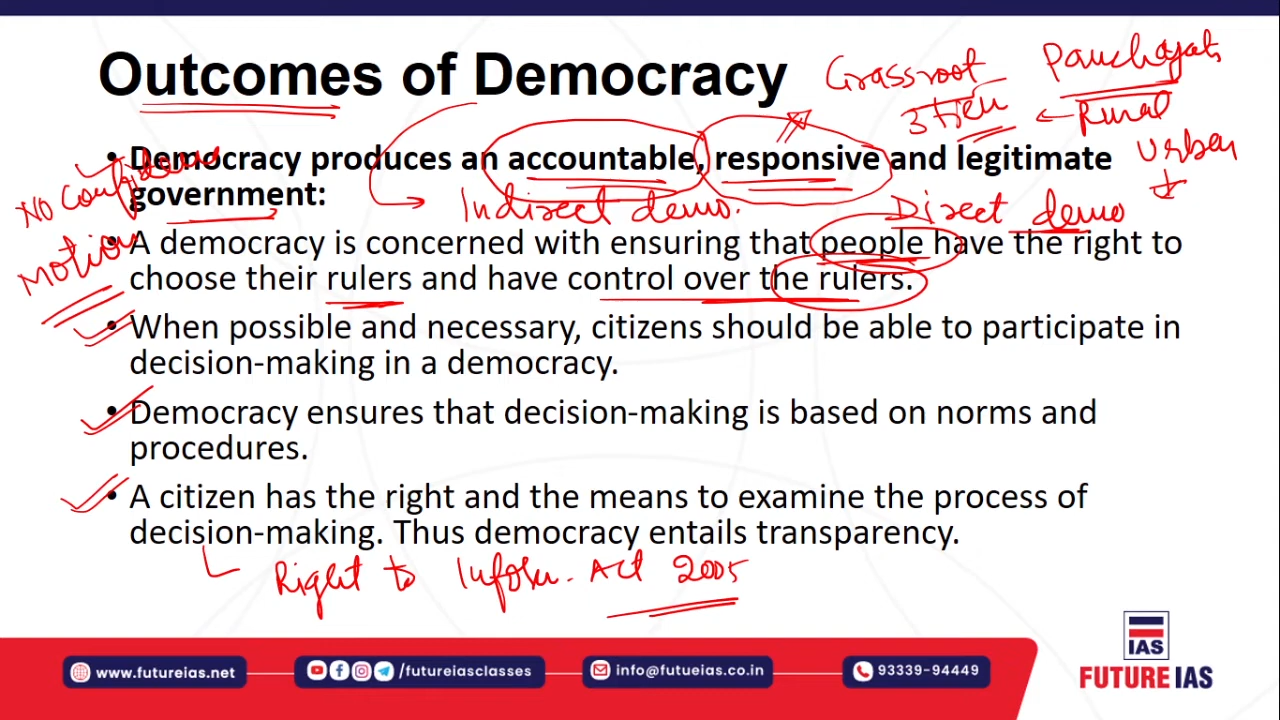 Outcomes of Democracy
Grassroot
3 tier
Panchayats
← Rural
Urban
• Democracy produces an accountable, responsive and legitimate
government:
No Confidence
Motion
Indirect demo.
Direct demo
• A democracy is concerned with ensuring that people have the right to
choose their rulers and have control over the rulers.
• When possible and necessary, citizens should be able to participate in
decision-making in a democracy.
• Democracy ensures that decision-making is based on norms and
procedures.
• A citizen has the right and the means to examine the process of
decision-making. Thus democracy entails transparency.
Right to Inform. Act 2005
www.futureias.net
/futureiasclasses
info@futueias.co.in
93339-94449
IAS
FUTURE IAS